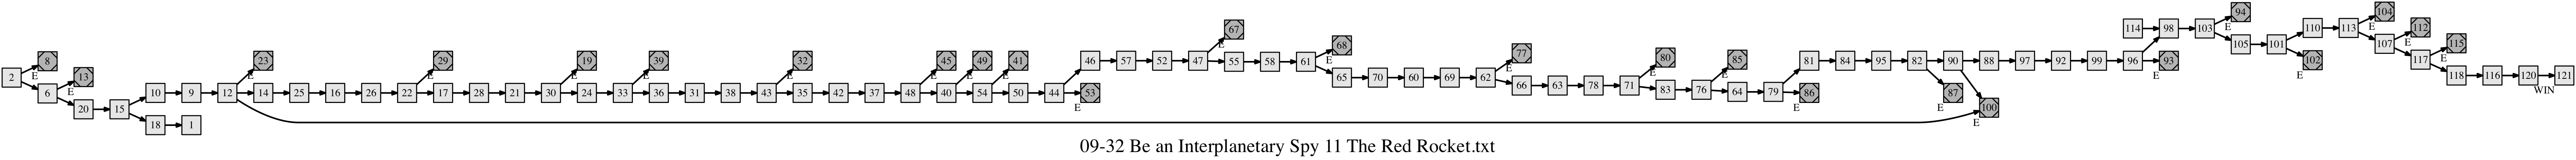 94
104
114 98 103
112
67
E
E
E
68
105 101
110 113
107
115
8
23
29
19
39
32
45 49 41
46 57 52 47 55 58 61
77
80
85
81 84 95 82 90 88 97 92 99 96 93
102
117
2
E
13
E
E
E
E
E
E
E
E
E
65 70 60 69 62
E
E
E
E
E
118 116 120 121
6
10 9 12 14 25 16 26 22 17 28 21 30 24 33 36 31 38 43 35 42 37 48 40 54 50 44 53
66 63 78 71 83 76 64 79 86
87
WIN
20 15
E
E
E
100
18 1
E
09-32 Be an Interplanetary Spy 11 The Red Rocket.txt